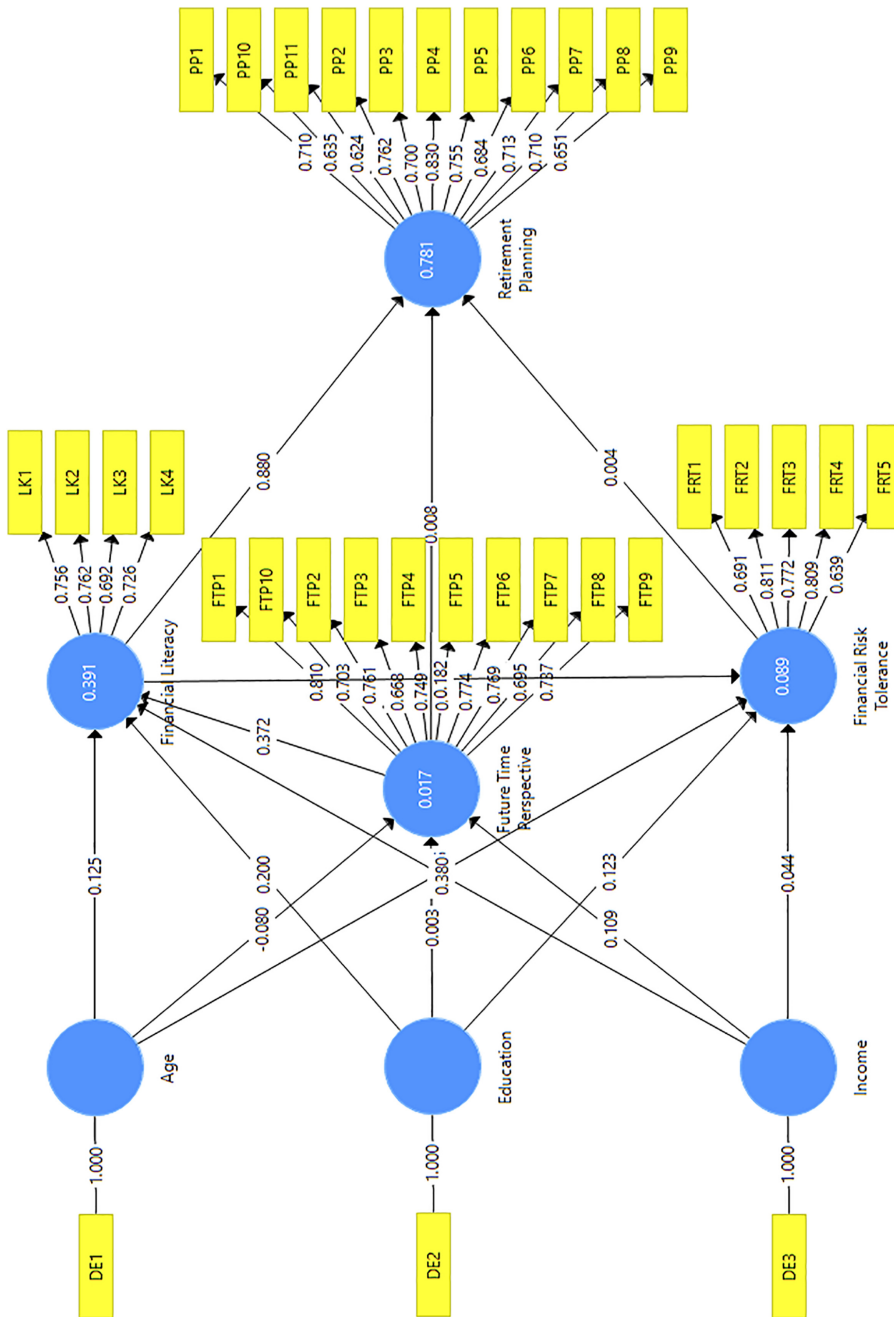 LK1
LK2
LK3
LK4
0.756
0.762
0.692
0.726
DE1
1.000
Age
0.125
0.391
Financial Literacy
0.880
0.200
0.372
-0.080
FTP1
FTP10
FTP2
FTP3
FTP4
FTP5
FTP6
FTP7
FTP8
FTP9
0.810
0.703
0.761
0.668
0.749
0.182
0.774
0.769
0.695
PP1
PP10
PP11
PP2
PP3
PP4
PP5
PP6
PP7
PP8
PP9
0.710
0.635
0.624
0.762
0.700
0.830
0.755
0.684
0.713
0.710
0.651
DE2
1.000
Education
0.003
0.380
0.017
Future Time
Perspective
0.008
0.781
Retirement
Planning
0.123
0.109
0.004
DE3
1.000
Income
0.044
0.089
Financial Risk
Tolerance
FRT1
FRT2
FRT3
FRT4
FRT5
0.691
0.811
0.772
0.809
0.639